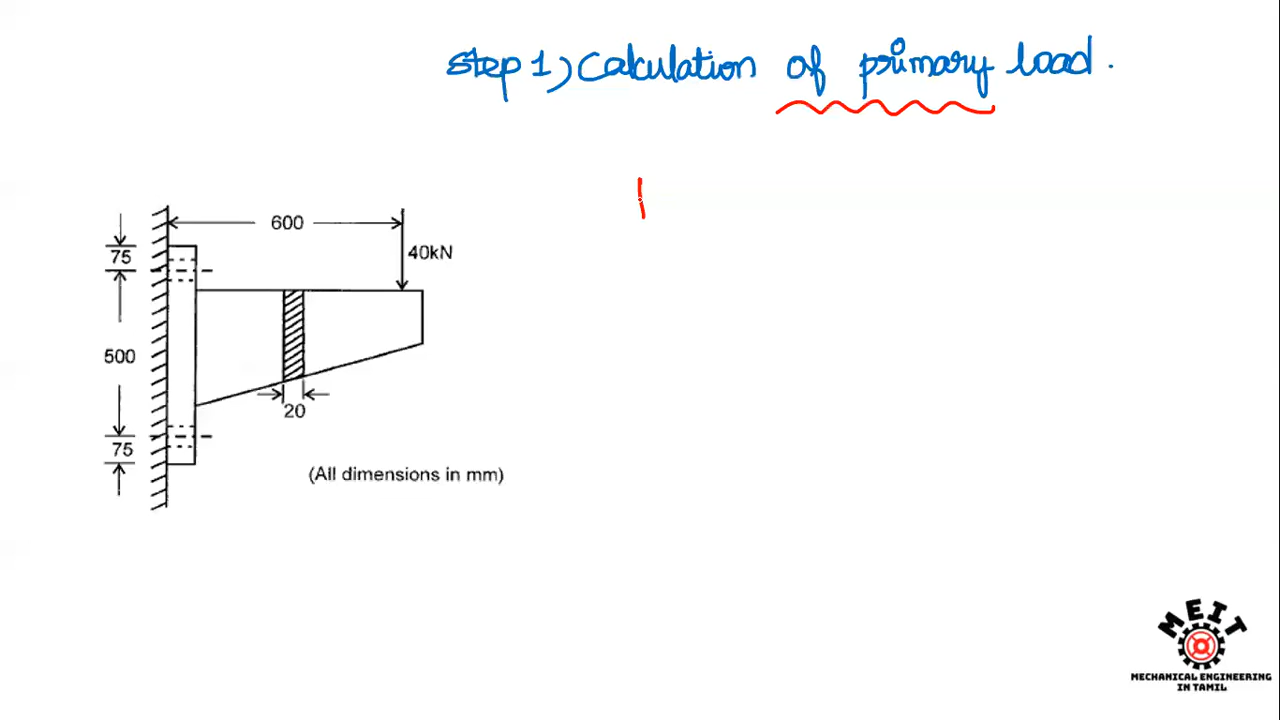 step 1) Calculation of primary load.
600
75
40kN
500
20
75
(All dimensions in mm)
MEIT
MECHANICAL ENGINEERING
IN TAMIL